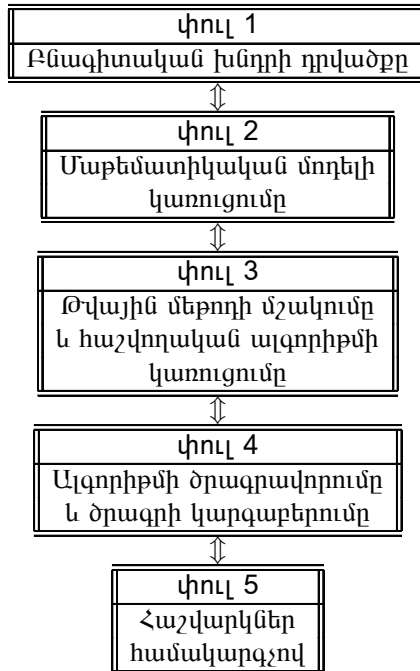 փուլ 1
Բնագիտական խնդրի դրվածքը
⇕
փուլ 2
Մաթեմատիկական մոդելի
կառուցումը
⇕
փուլ 3
Թվային մեթոդի մշակումը
և հաշվողական ալգորիթմի
կառուցումը
⇕
փուլ 4
Ալգորիթմի ծրագրավորումը
և ծրագրի կարգաբերումը
⇕
փուլ 5
Հաշվարկներ
համակարգչով